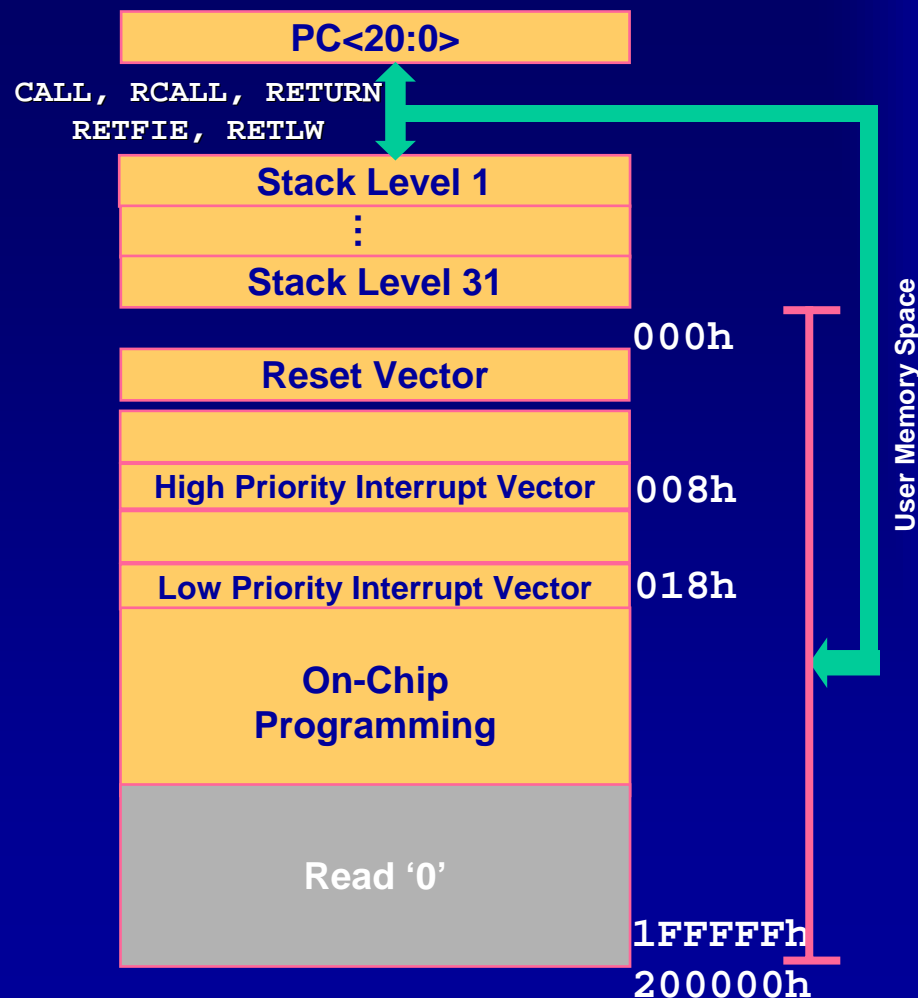 PC<20:0>
CALL, RCALL, RETURN
RETFIE, RETLW
Stack Level 1
⋮
Stack Level 31
000h
Reset Vector
High Priority Interrupt Vector
008h
Low Priority Interrupt Vector
018h
On-Chip
Programming
Read ‘0’
1FFFFFh
200000h
User Memory Space